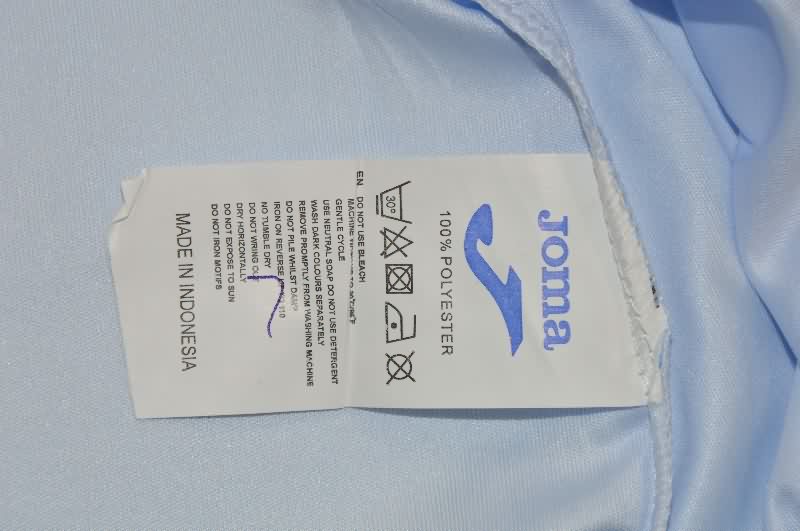 Joma
100% POLYESTER
30°
EN DO NOT USE BLEACH
MACHINE
GENTLE CYCLE
USE NEUTRAL SOAP DO NOT USE DETERGENT
WASH DARK COLOURS SEPARATELY
REMOVE PROMPTLY FROM WASHING MACHINE
DO NOT PILE WHILST DAMP
IRON ON REVERSE
NO TUMBLE DRY
DO NOT WRING OUT
DRY HORIZONTALLY
DO NOT EXPOSE TO SUN
DO NOT IRON MOTIFS
MADE IN INDONESIA